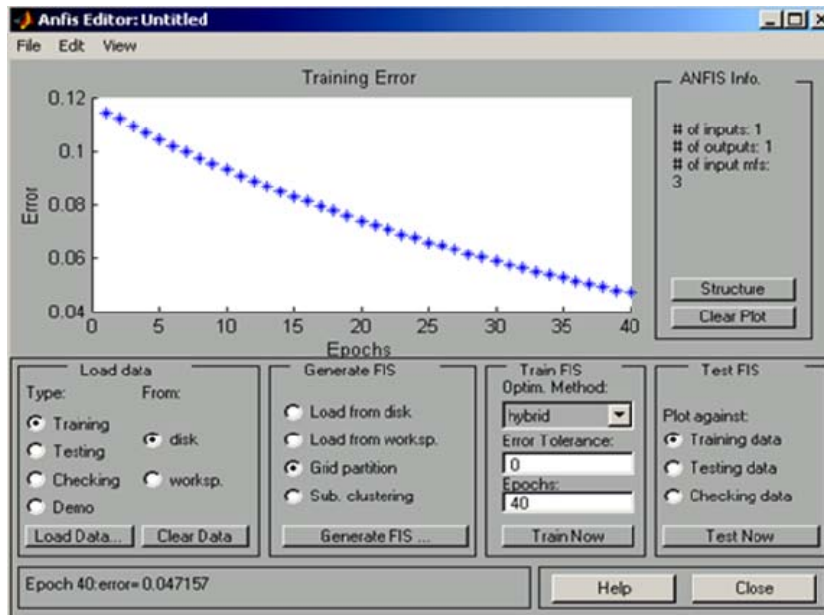 Anfis Editor: Untitled
File Edit View
Training Error
0.12
0.1
0.08
0.06
0.04
Error
0 5 10 15 20 25 30 35 40
Epochs
ANFIS Info.
# of inputs: 1
# of outputs: 1
# of input mfs:
3
Structure
Clear Plot
Load data
Type: From:
Training
Testing
Checking
Demo
disk
worksp.
Load Data... Clear Data
Generate FIS
Load from disk
Load from worksp.
Grid partition
Sub. clustering
Generate FIS ...
Train FIS
Optim. Method:
hybrid
Error Tolerance:
0
Epochs:
40
Train Now
Test FIS
Plot against:
Training data
Testing data
Checking data
Test Now
Epoch 40:error= 0.047157
Help Close